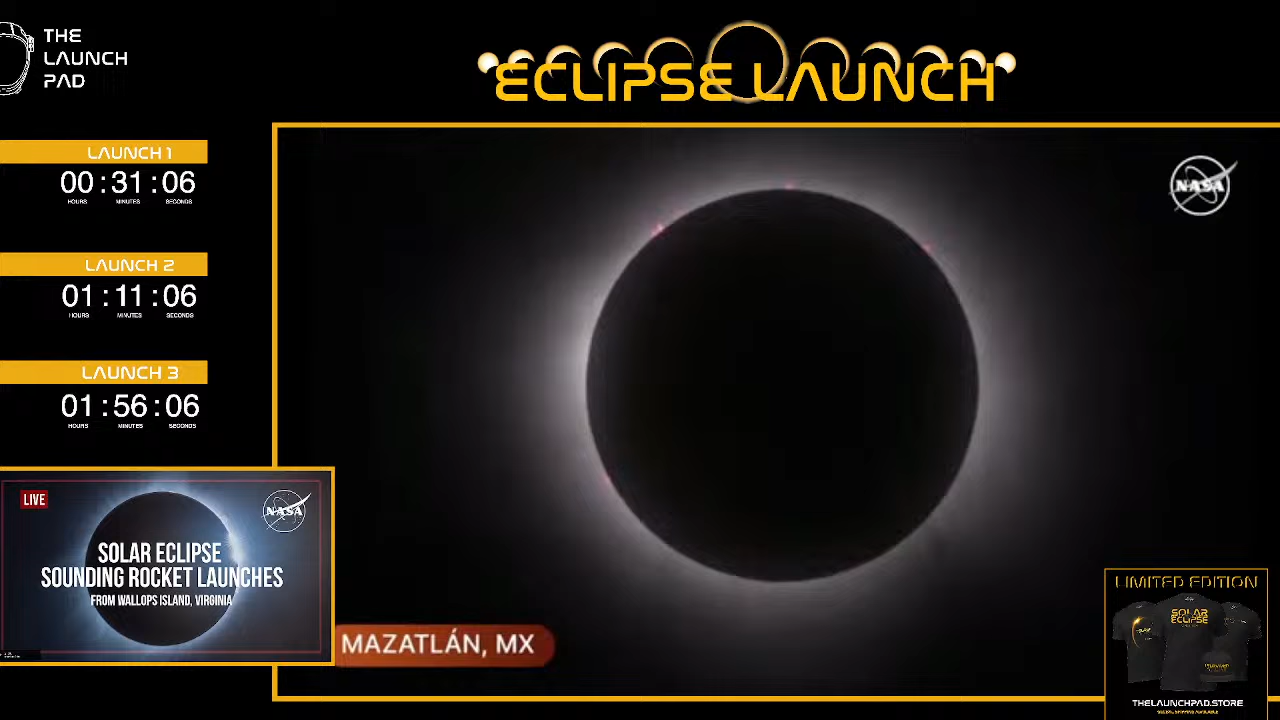 THE
LAUNCH
PAD
ECLIPSE LAUNCH
LAUNCH 1
00 : 31 : 06
HOURS MINUTES SECONDS
LAUNCH 2
01 : 11 : 06
HOURS MINUTES SECONDS
LAUNCH 3
01 : 56 : 06
HOURS MINUTES SECONDS
NASA
LIVE
NASA
SOLAR ECLIPSE
SOUNDING ROCKET LAUNCHES
FROM WALLOPS ISLAND, VIRGINIA
MAZATLÁN, MX
LIMITED EDITION
SOLAR
ECLIPSE
THELAUNCHPAD.STORE